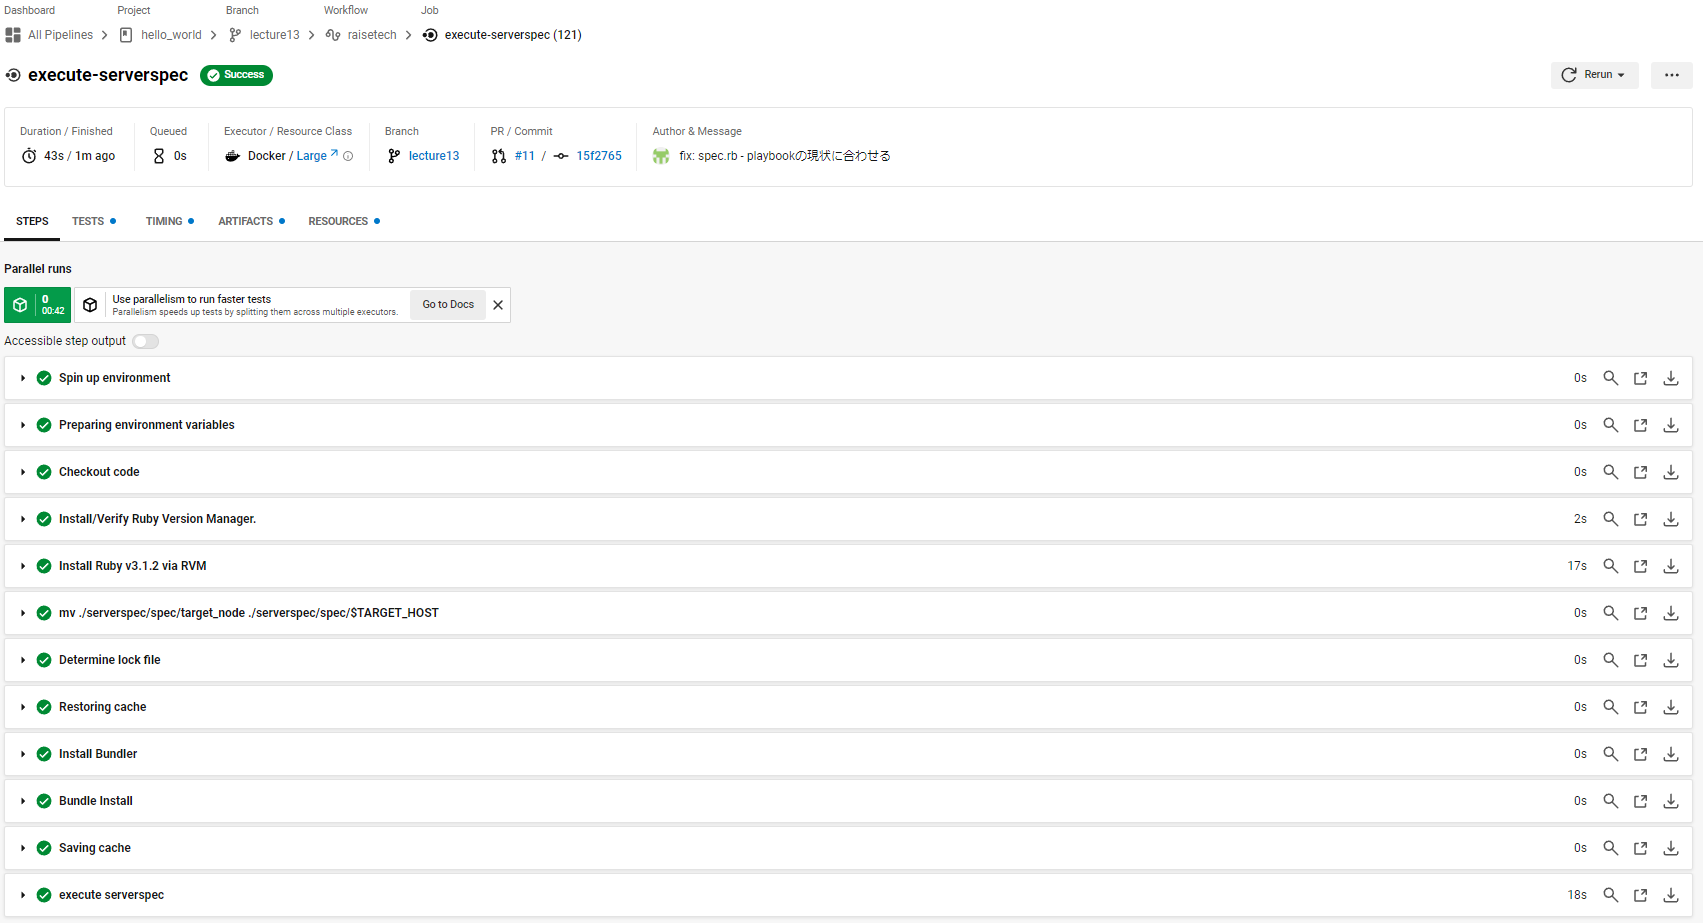 Dashboard Project Branch Workflow Job
All Pipelines hello_world lecture13 raisetech execute-serverspec (121)
execute-serverspec Success Rerun
Duration / Finished Queued Executor / Resource Class Branch PR / Commit Author & Message
43s / 1m ago 0s Docker / Large lecture13 #11 / 15f2765 fix: spec.rb - playbookの現状に合わせる
STEPS TESTS TIMING ARTIFACTS RESOURCES
Parallel runs
0
00:42
Use parallelism to run faster tests
Parallelism speeds up tests by splitting them across multiple executors.
Go to Docs
Accessible step output
Spin up environment 0s
Preparing environment variables 0s
Checkout code 0s
Install/Verify Ruby Version Manager. 2s
Install Ruby v3.1.2 via RVM 17s
mv ./serverspec/spec/target_node ./serverspec/spec/$TARGET_HOST 0s
Determine lock file 0s
Restoring cache 0s
Install Bundler 0s
Bundle Install 0s
Saving cache 0s
execute serverspec 18s